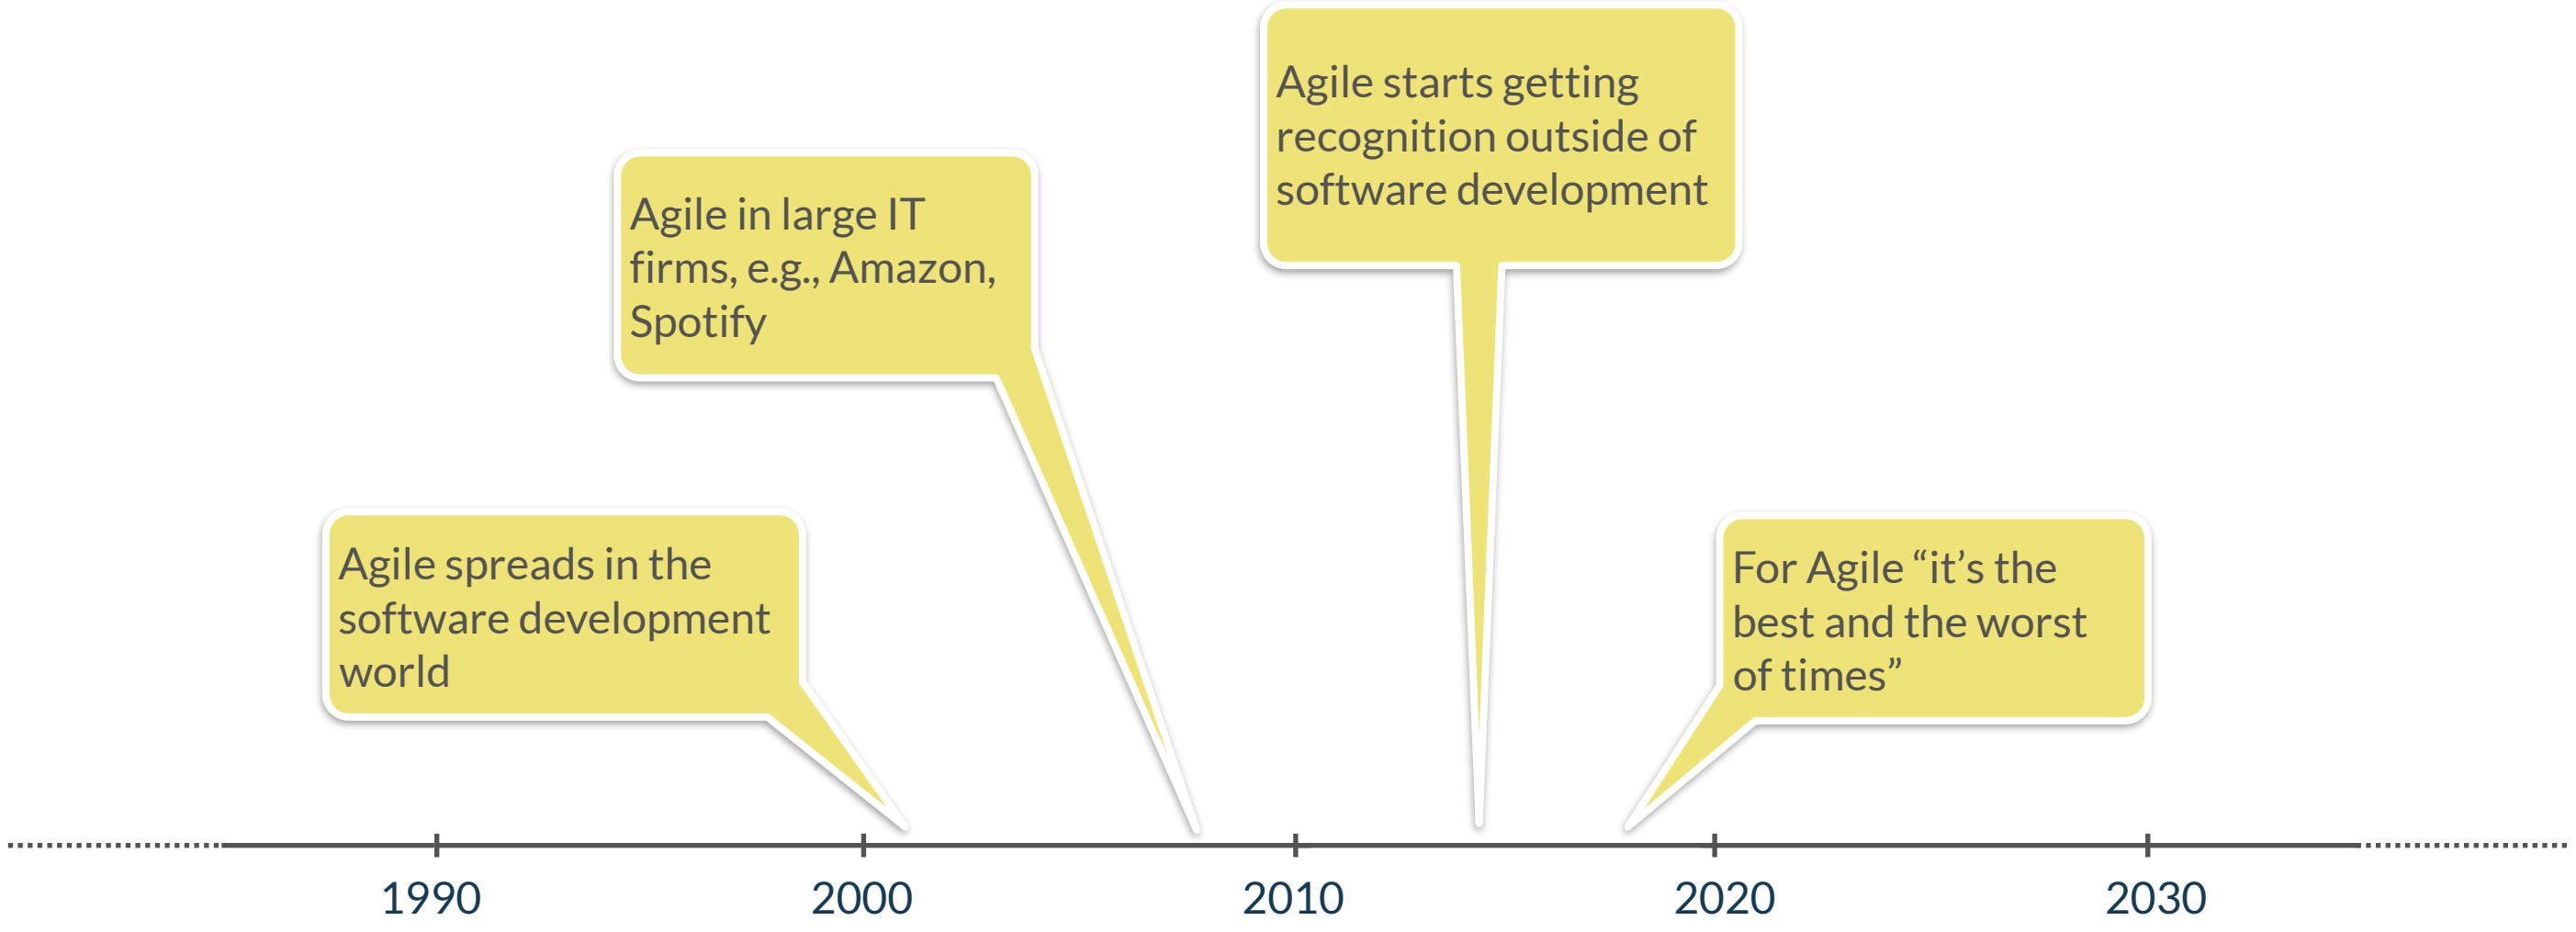 Agile starts getting
recognition outside of
software development
Agile in large IT
firms, e.g., Amazon,
Spotify
Agile spreads in the
software development
world
For Agile “it’s the
best and the worst
of times”
1990 2000 2010 2020 2030